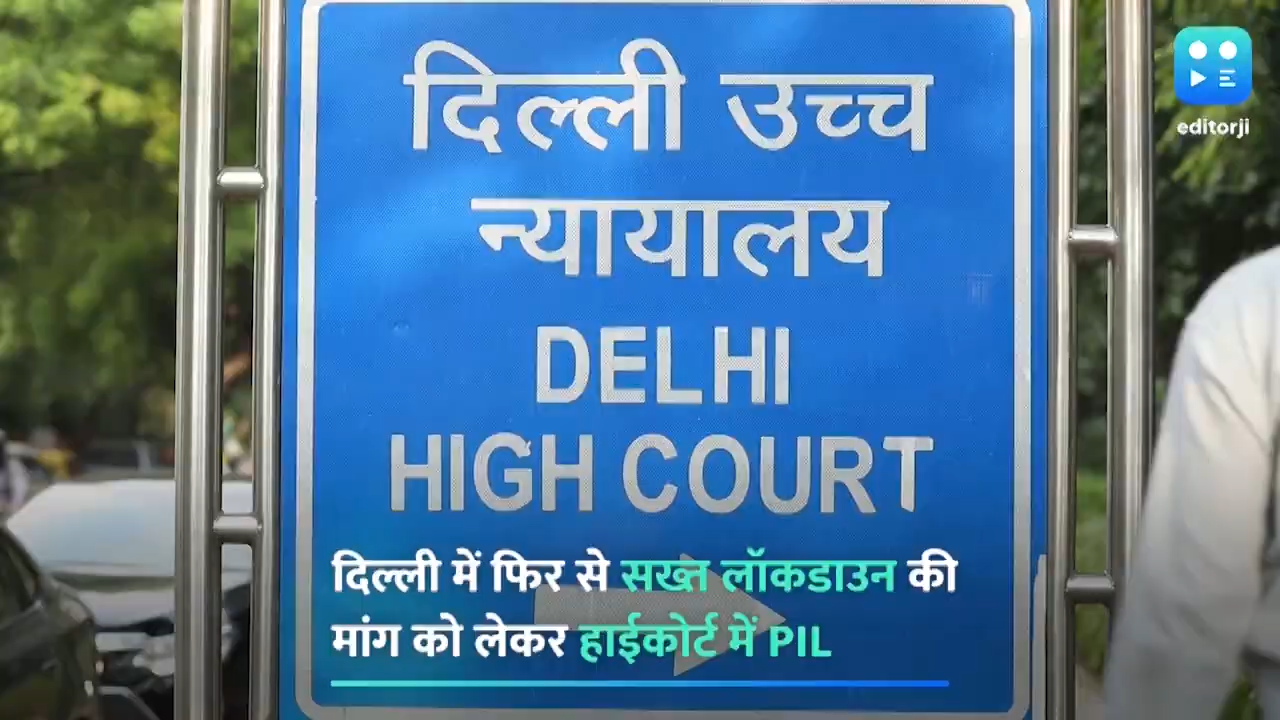 दिल्ली उच्च
न्यायालय
DELHI
HIGH COURT
editorji
दिल्ली में फिर से सख्त लॉकडाउन की
मांग को लेकर हाईकोर्ट में PIL